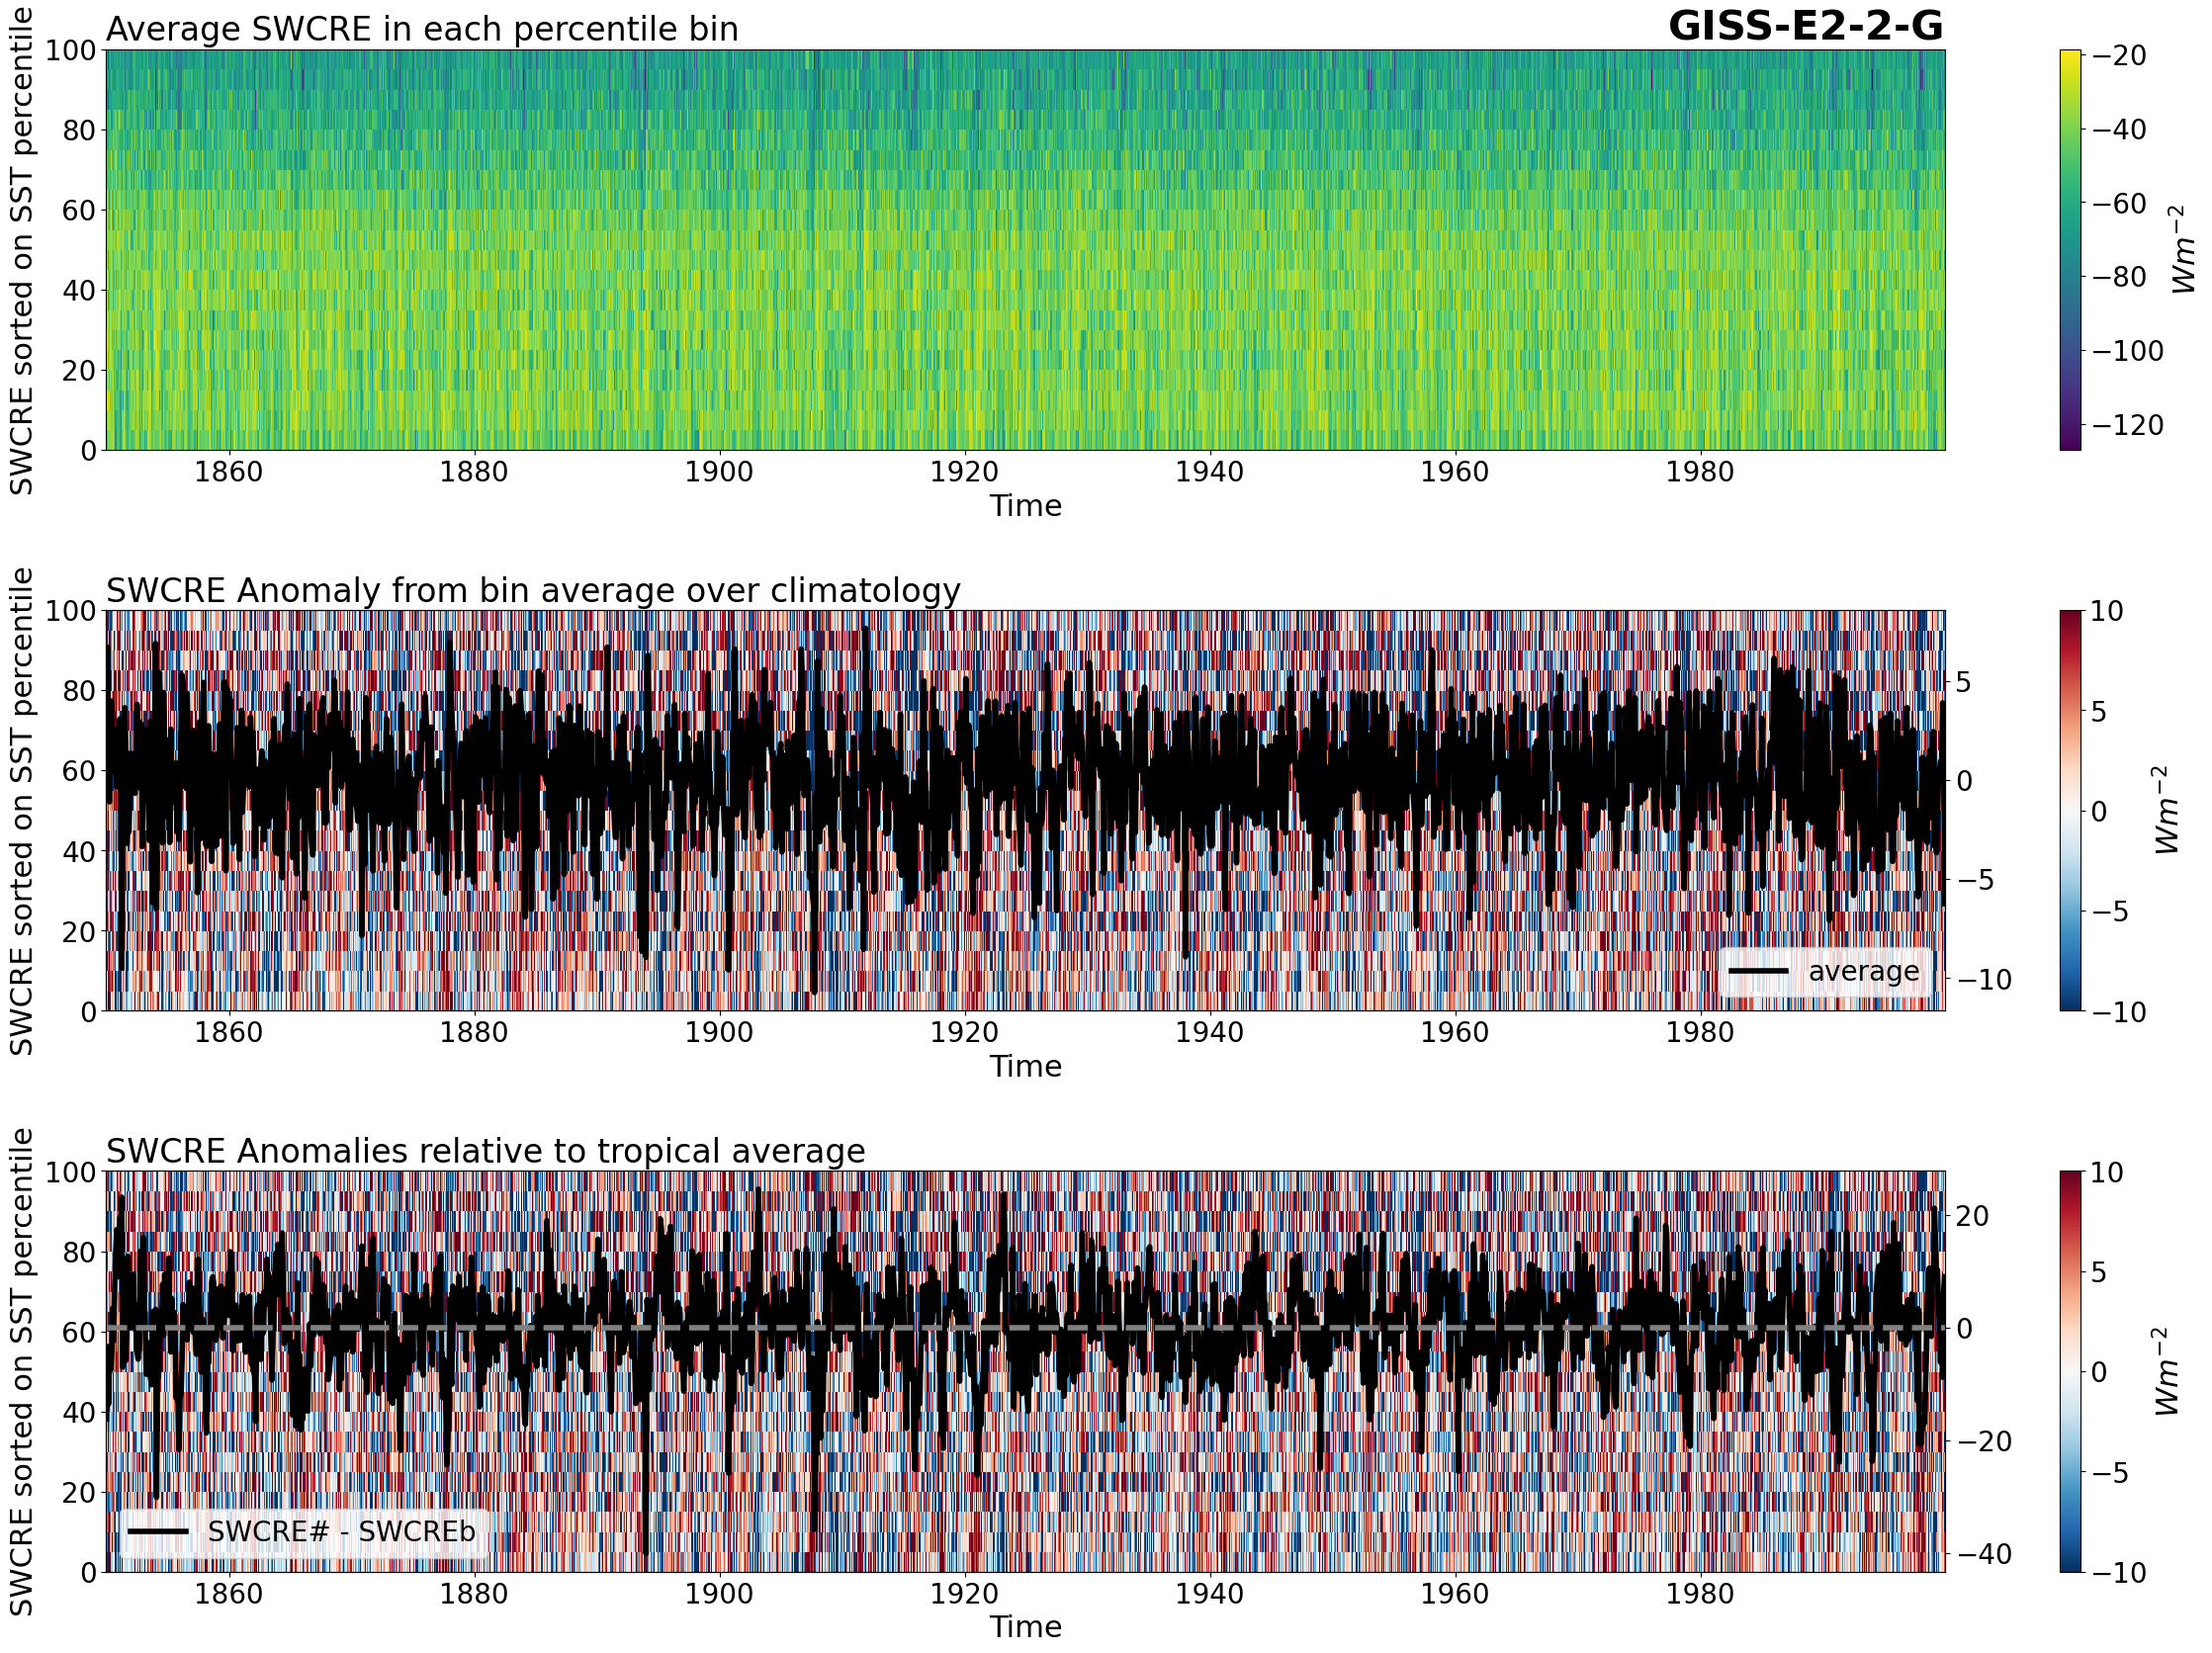 Average SWCRE in each percentile bin
GISS-E2-2-G
SWCRE sorted on SST percentile
100
80
60
40
20
0
1860 1880 1900 1920 1940 1960 1980
Time
−20
−40
−60
−80
−100
−120
Wm−2
SWCRE Anomaly from bin average over climatology
SWCRE sorted on SST percentile
100
80
60
40
20
0
1860 1880 1900 1920 1940 1960 1980
Time
5
0
−5
−10
average
10
5
0
−5
−10
Wm−2
SWCRE Anomalies relative to tropical average
SWCRE sorted on SST percentile
100
80
60
40
20
0
1860 1880 1900 1920 1940 1960 1980
Time
20
0
−20
−40
SWCRE# - SWCREb
10
5
0
−5
−10
Wm−2